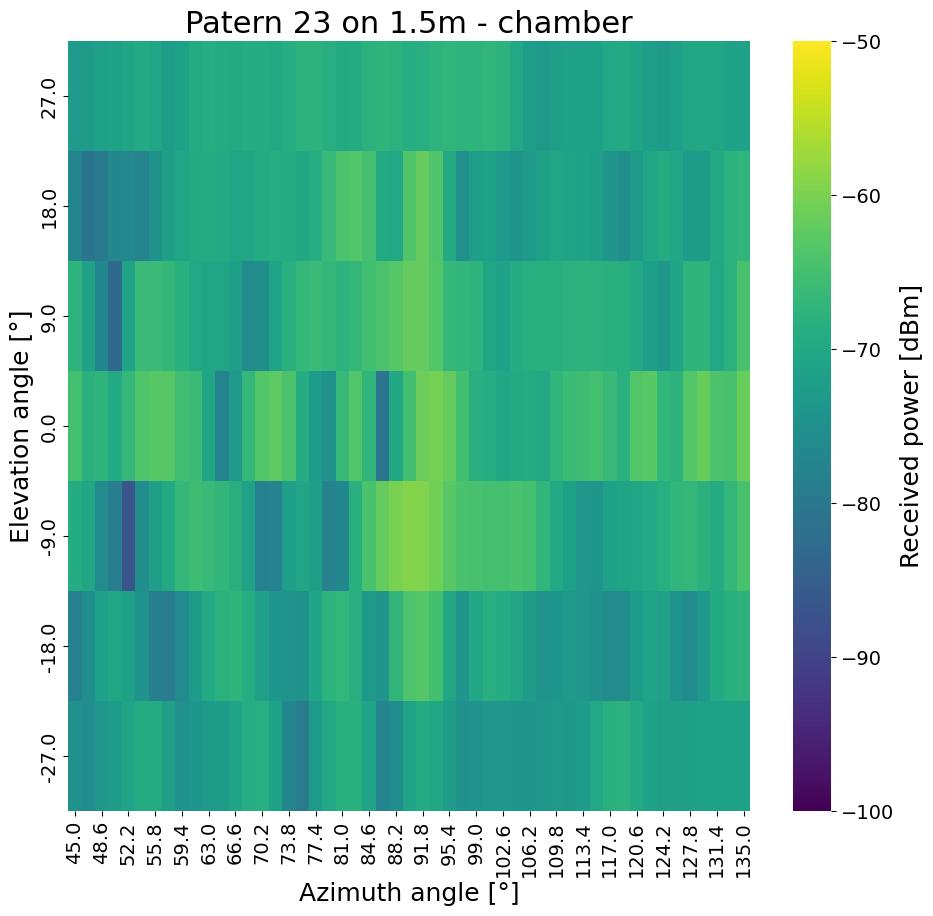 Patern 23 on 1.5m - chamber
Elevation angle [°]
27.0
18.0
9.0
0.0
-9.0
-18.0
-27.0
45.0 48.6 52.2 55.8 59.4 63.0 66.6 70.2 73.8 77.4 81.0 84.6 88.2 91.8 95.4 99.0 102.6 106.2 109.8 113.4 117.0 120.6 124.2 127.8 131.4 135.0
Azimuth angle [°]
−50
−60
−70
−80
−90
−100
Received power [dBm]